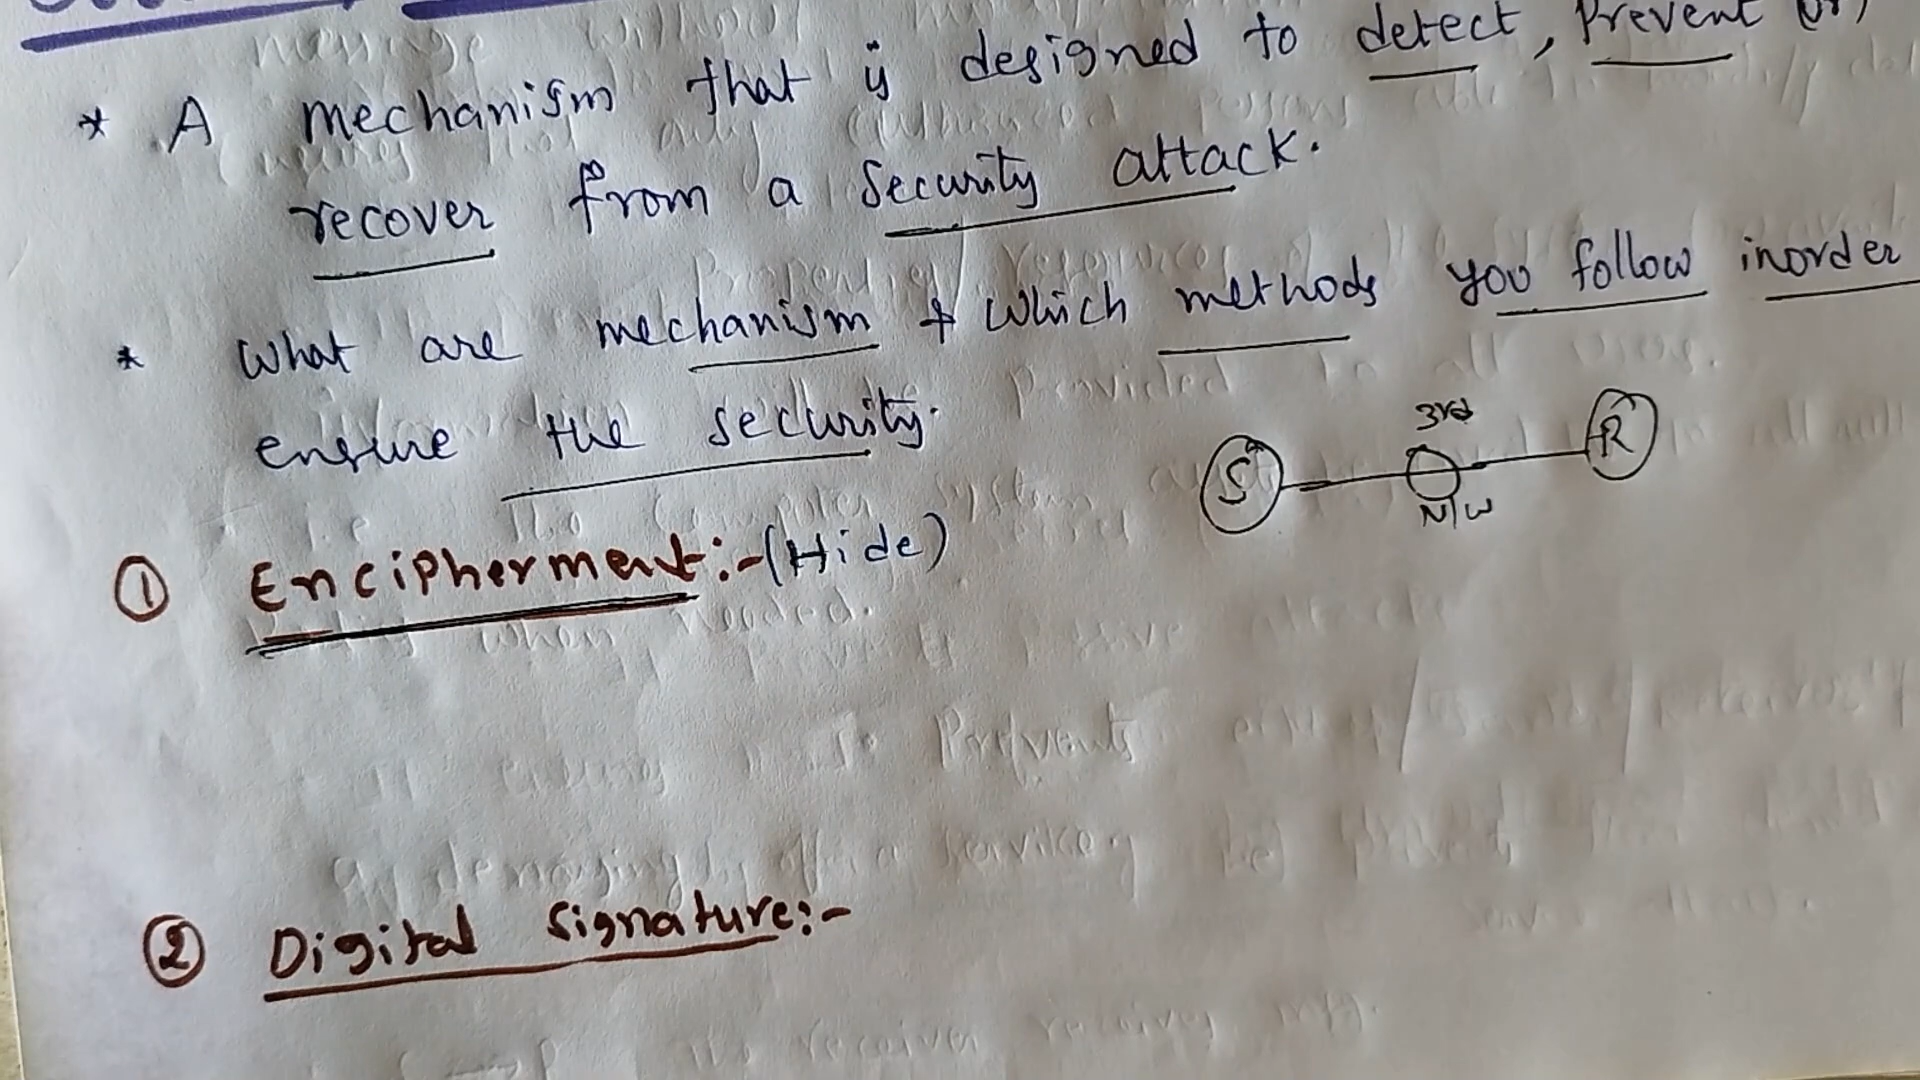 * A mechanism that is designed to detect, Prevent (or)
recover from a security attack.
* What are mechanism & which methods you follow inorder
ensure the security.
S 3rd N/W R
① Encipherment:-(Hide)
② Digital signature:-